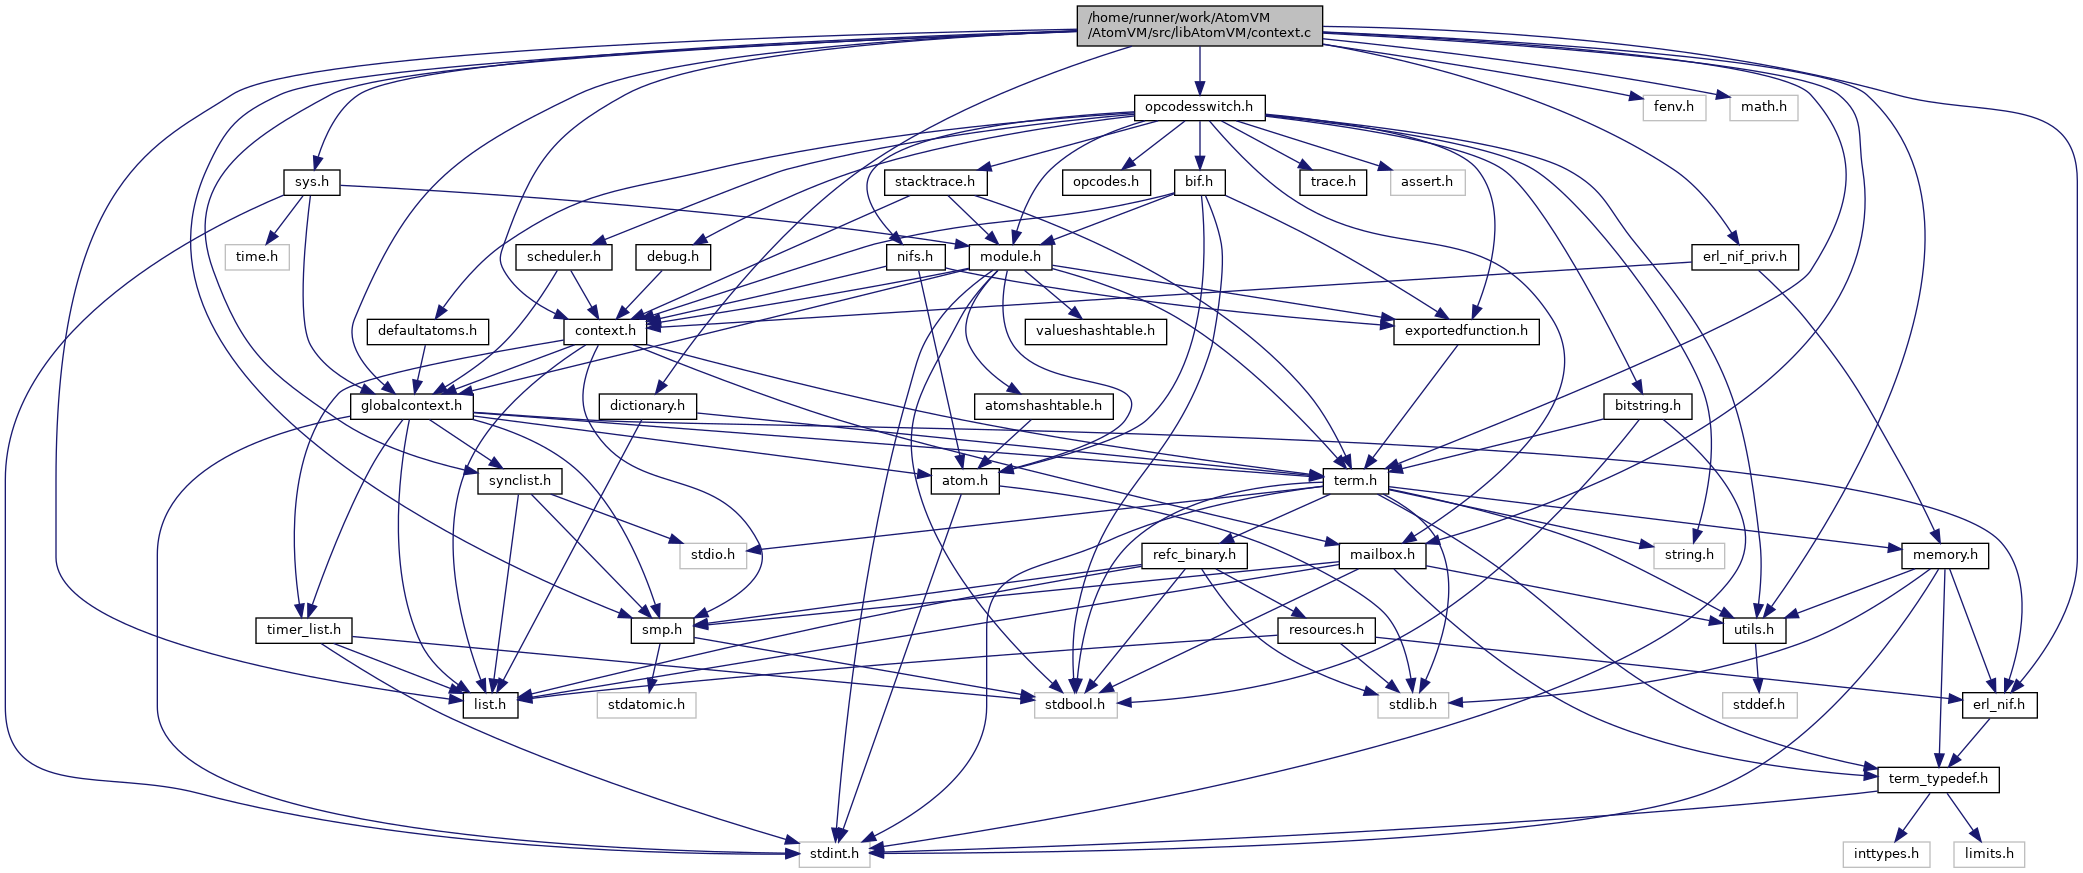 /home/runner/work/AtomVM
/AtomVM/src/libAtomVM/context.c
opcodesswitch.h
fenv.h
math.h
sys.h
stacktrace.h
opcodes.h
bif.h
trace.h
assert.h
time.h
scheduler.h
debug.h
nifs.h
module.h
erl_nif_priv.h
defaultatoms.h
context.h
valueshashtable.h
exportedfunction.h
globalcontext.h
dictionary.h
atomshashtable.h
bitstring.h
synclist.h
atom.h
term.h
stdio.h
refc_binary.h
mailbox.h
string.h
memory.h
timer_list.h
smp.h
resources.h
utils.h
list.h
stdatomic.h
stdbool.h
stdlib.h
stddef.h
erl_nif.h
term_typedef.h
stdint.h
inttypes.h
limits.h